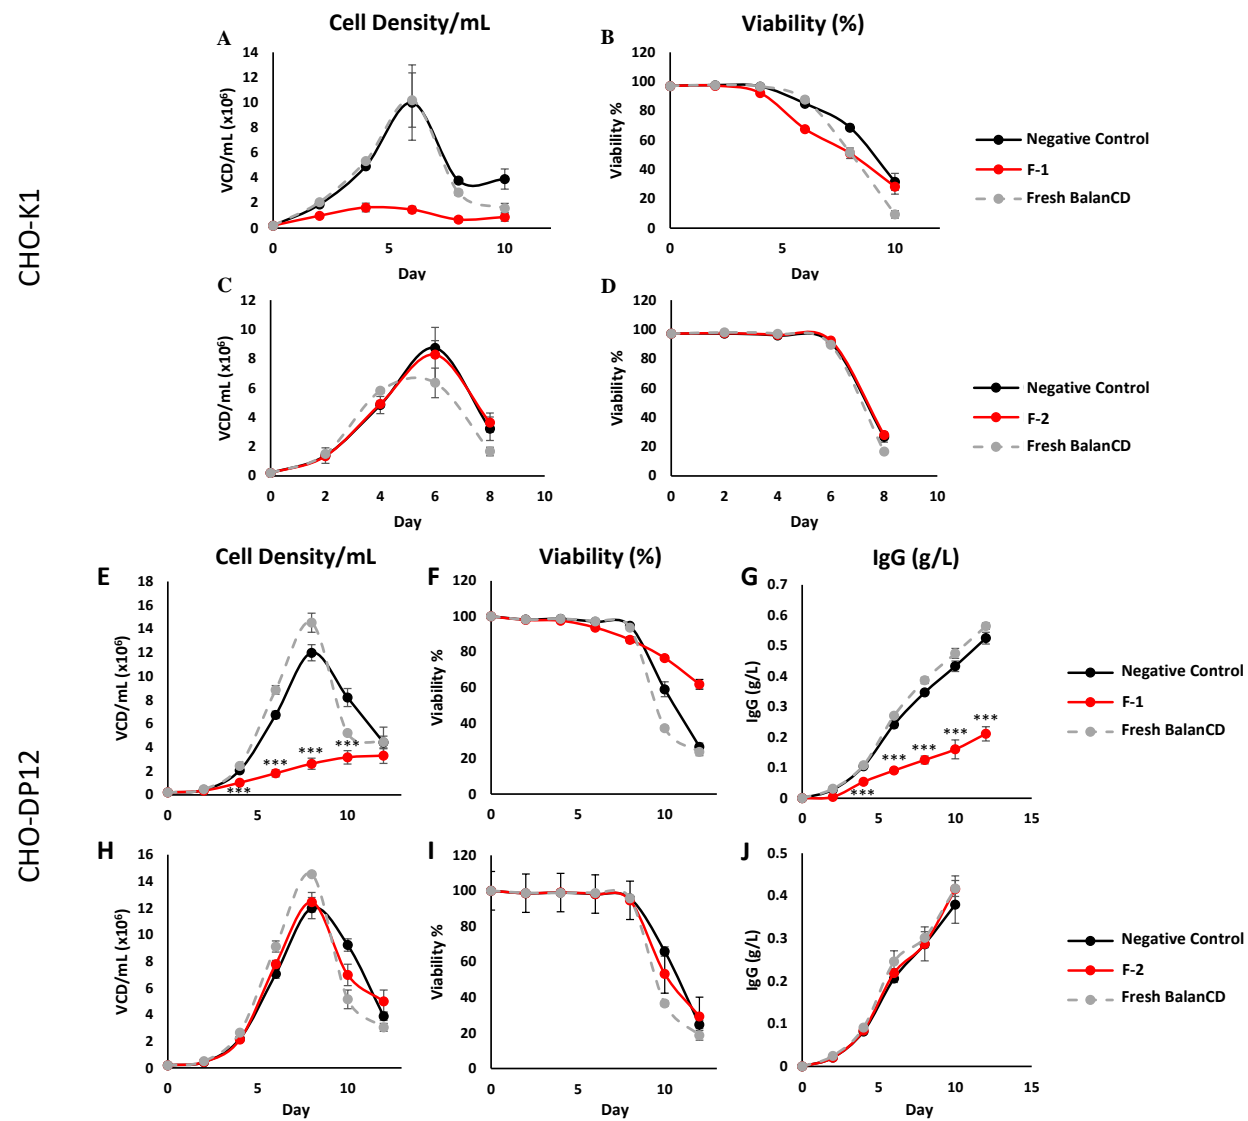 CHO-K1
Cell Density/mL
Viability (%)
A
VCD/mL (x10⁶)
14
12
10
8
6
4
2
0
0 5 10
Day
B
Viability %
120
100
80
60
40
20
0
0 5 10
Day
Negative Control
F-1
Fresh BalanCD
C
VCD/mL (x10⁶)
12
10
8
6
4
2
0
0 2 4 6 8 10
Day
D
Viability %
120
100
80
60
40
20
0
0 2 4 6 8 10
Day
Negative Control
F-2
Fresh BalanCD
CHO-DP12
Cell Density/mL
Viability (%)
IgG (g/L)
E
VCD/mL (x10⁶)
18
16
14
12
10
8
6
4
2
0
*** *** *** ***
0 5 10
F
Viability %
120
100
80
60
40
20
0
0 5 10
G
IgG (g/L)
0.7
0.6
0.5
0.4
0.3
0.2
0.1
0
*** *** *** *** ***
0 5 10 15
Negative Control
F-1
Fresh BalanCD
H
VCD/mL (x10⁶)
16
14
12
10
8
6
4
2
0
0 5 10
Day
I
Viability %
120
100
80
60
40
20
0
0 5 10
Day
J
IgG (g/L)
0.5
0.4
0.3
0.2
0.1
0
0 5 10 15
Day
Negative Control
F-2
Fresh BalanCD